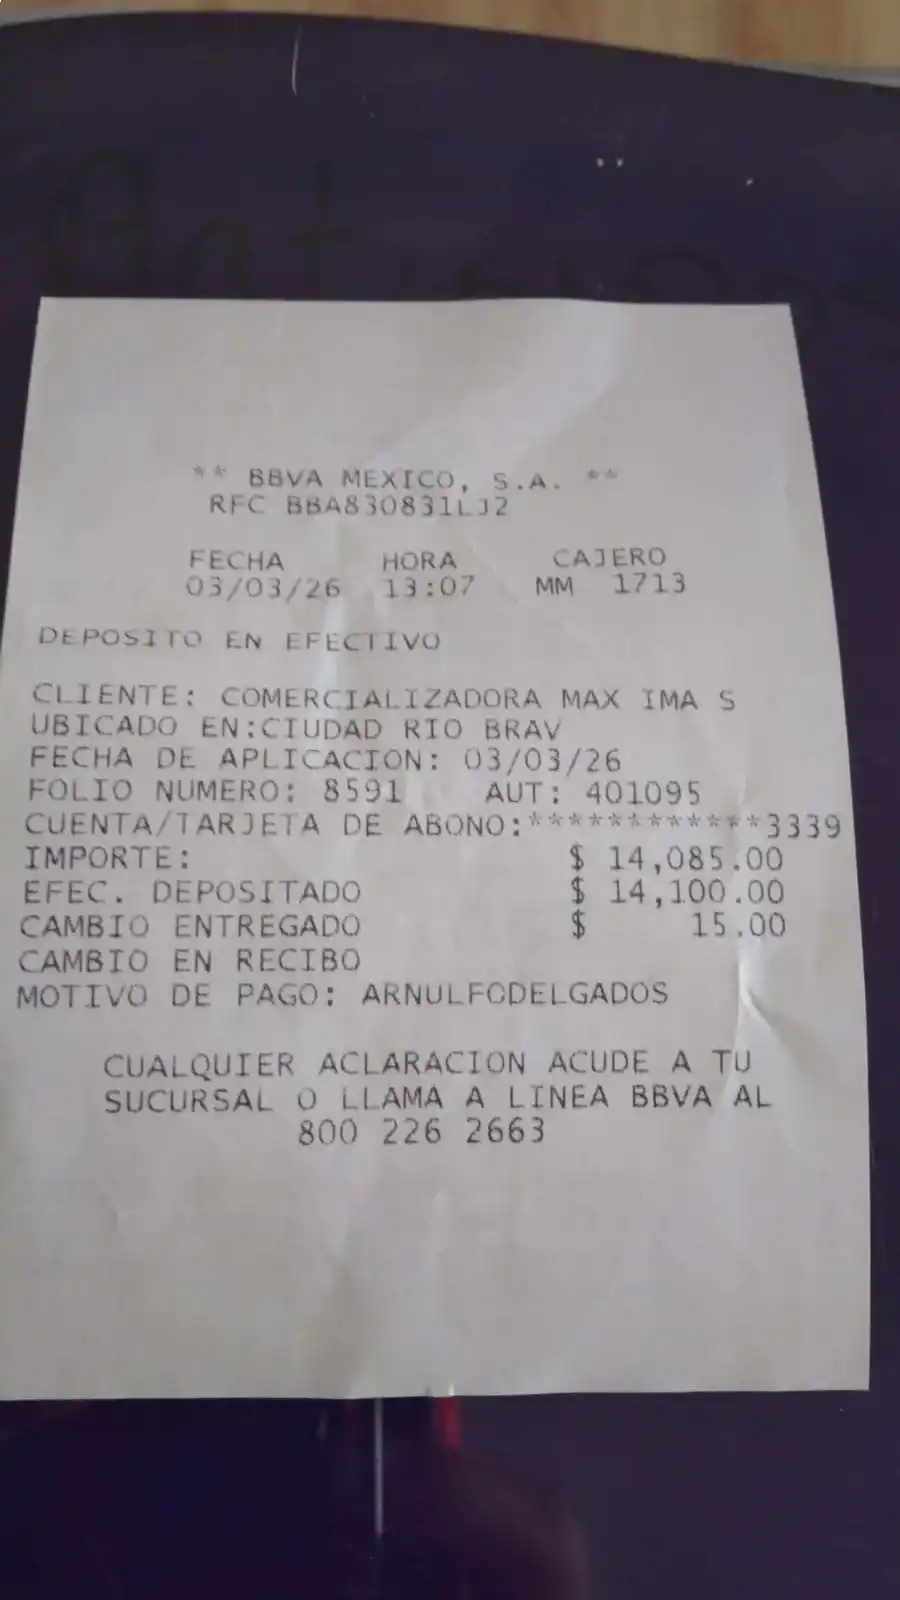 ** BBVA MEXICO, S.A. **
RFC BBA830831LJ2
FECHA HORA CAJERO
03/03/26 13:07 MM 1713
DEPOSITO EN EFECTIVO
CLIENTE: COMERCIALIZADORA MAX IMA S
UBICADO EN:CIUDAD RIO BRAV
FECHA DE APLICACION: 03/03/26
FOLIO NUMERO: 8591 AUT: 401095
CUENTA/TARJETA DE ABONO:************3339
IMPORTE: $ 14,085.00
EFEC. DEPOSITADO $ 14,100.00
CAMBIO ENTREGADO $ 15.00
CAMBIO EN RECIBO
MOTIVO DE PAGO: ARNULFODELGADOS
CUALQUIER ACLARACION ACUDE A TU
SUCURSAL O LLAMA A LINEA BBVA AL
800 226 2663